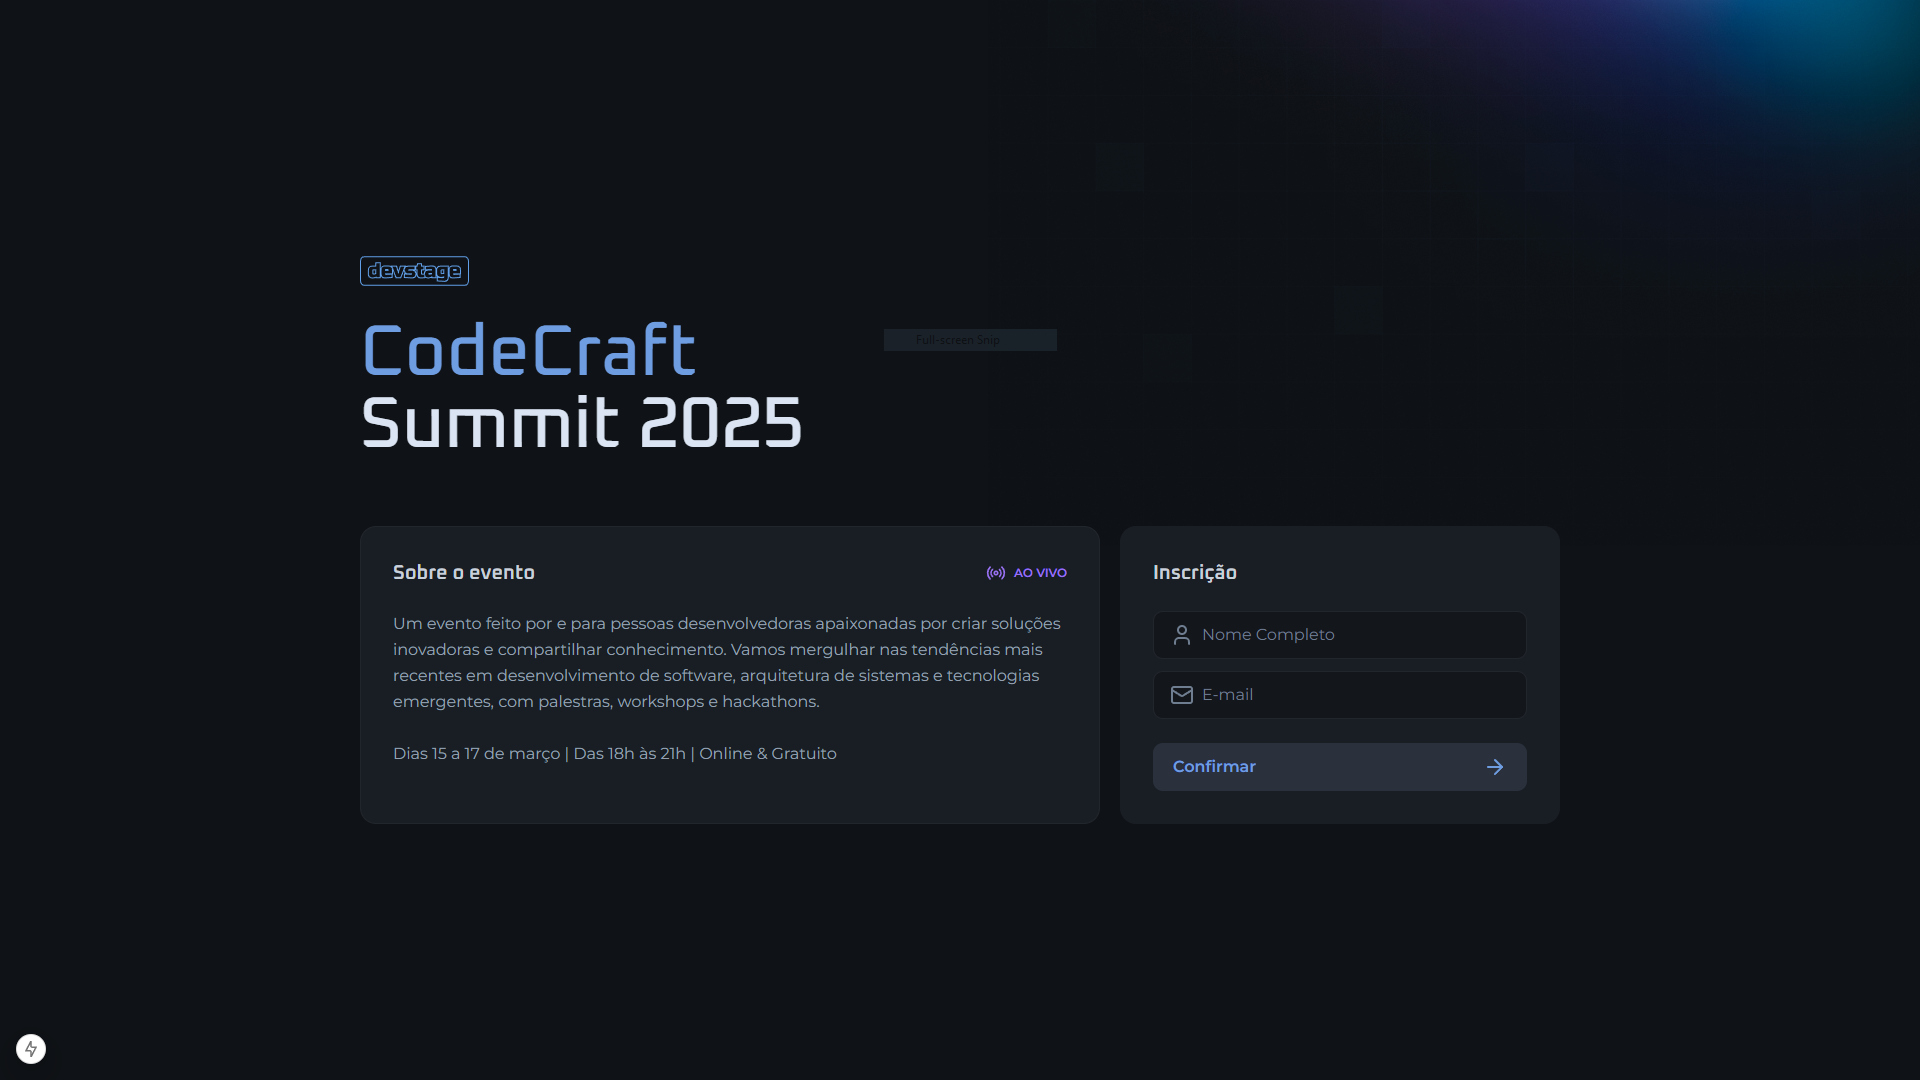 devstage
CodeCraft
Summit 2025
Full-screen Snip
Sobre o evento
AO VIVO
Um evento feito por e para pessoas desenvolvedoras apaixonadas por criar soluções
inovadoras e compartilhar conhecimento. Vamos mergulhar nas tendências mais
recentes em desenvolvimento de software, arquitetura de sistemas e tecnologias
emergentes, com palestras, workshops e hackathons.
Dias 15 a 17 de março | Das 18h às 21h | Online & Gratuito
Inscrição
Nome Completo
E-mail
Confirmar